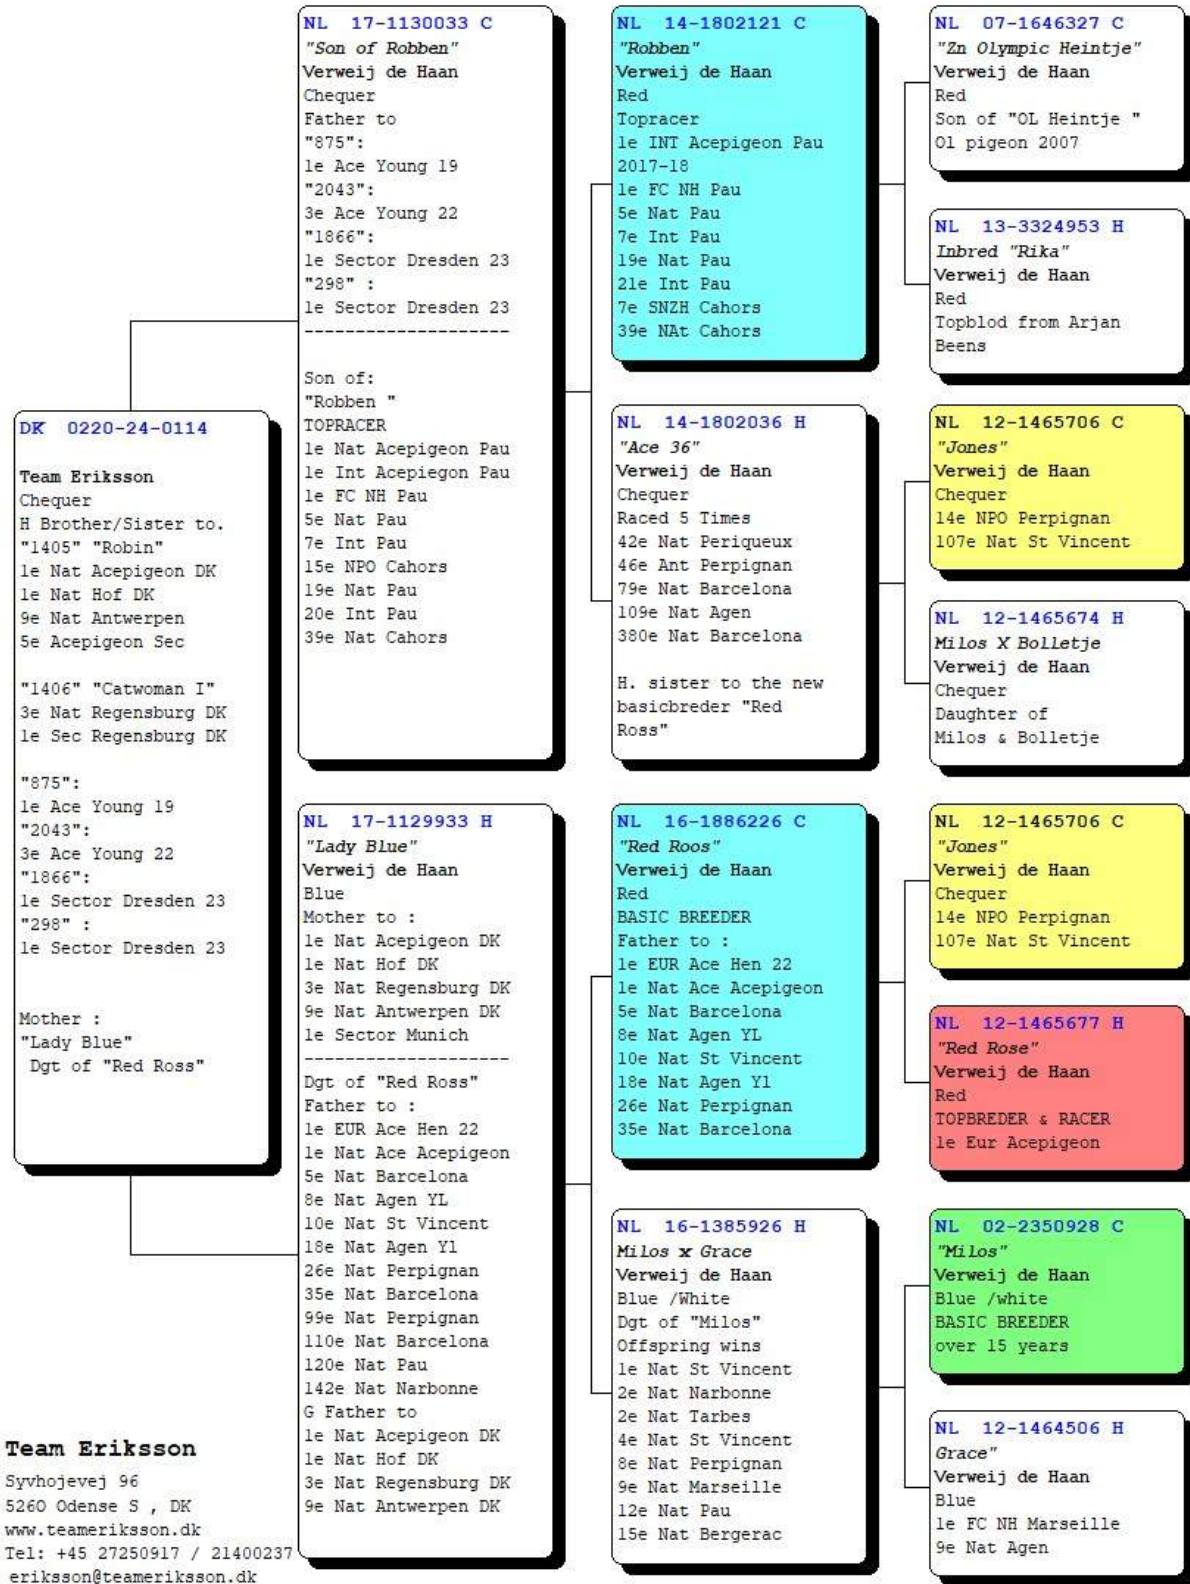 DK 0220-24-0114
Team Eriksson
Chequer
H Brother/Sister to.
"1405" "Robin"
1e Nat Acepigeon DK
1e Nat Hof DK
9e Nat Antwerpen
5e Acepigeon Sec
"1406" "Catwoman I"
3e Nat Regensburg DK
1e Sec Regensburg DK
"875":
1e Ace Young 19
"2043":
3e Ace Young 22
"1866":
1e Sector Dresden 23
"298" :
1e Sector Dresden 23
Mother :
"Lady Blue"
Dgt of "Red Ross"
NL 17-1130033 C
"Son of Robben"
Verweij de Haan
Chequer
Father to
"875":
1e Ace Young 19
"2043":
3e Ace Young 22
"1866":
1e Sector Dresden 23
"298" :
1e Sector Dresden 23
--------------------
Son of:
"Robben "
TOPRACER
1e Nat Acepigeon Pau
1e Int Acepiegon Pau
1e FC NH Pau
5e Nat Pau
7e Int Pau
15e NPO Cahors
19e Nat Pau
20e Int Pau
39e Nat Cahors
NL 17-1129933 H
"Lady Blue"
Verweij de Haan
Blue
Mother to :
1e Nat Acepigeon DK
1e Nat Hof DK
3e Nat Regensburg DK
9e Nat Antwerpen DK
1e Sector Munich
--------------------
Dgt of "Red Ross"
Father to :
1e EUR Ace Hen 22
1e Nat Ace Acepigeon
5e Nat Barcelona
8e Nat Agen YL
10e Nat St Vincent
18e Nat Agen Yl
26e Nat Perpignan
35e Nat Barcelona
99e Nat Perpignan
110e Nat Barcelona
120e Nat Pau
142e Nat Narbonne
G Father to
1e Nat Acepigeon DK
1e Nat Hof DK
3e Nat Regensburg DK
9e Nat Antwerpen DK
NL 14-1802121 C
"Robben"
Verweij de Haan
Red
Topracer
1e INT Acepigeon Pau
2017-18
1e FC NH Pau
5e Nat Pau
7e Int Pau
19e Nat Pau
21e Int Pau
7e SNZH Cahors
39e NAt Cahors
NL 14-1802036 H
"Ace 36"
Verweij de Haan
Chequer
Raced 5 Times
42e Nat Periqueux
46e Ant Perpignan
79e Nat Barcelona
109e Nat Agen
380e Nat Barcelona
H. sister to the new
basicbreder "Red
Ross"
NL 16-1886226 C
"Red Roos"
Verweij de Haan
Red
BASIC BREEDER
Father to :
1e EUR Ace Hen 22
1e Nat Ace Acepigeon
5e Nat Barcelona
8e Nat Agen YL
10e Nat St Vincent
18e Nat Agen Yl
26e Nat Perpignan
35e Nat Barcelona
NL 16-1385926 H
Milos x Grace
Verweij de Haan
Blue /White
Dgt of "Milos"
Offspring wins
1e Nat St Vincent
2e Nat Narbonne
2e Nat Tarbes
4e Nat St Vincent
8e Nat Perpignan
9e Nat Marseille
12e Nat Pau
15e Nat Bergerac
NL 07-1646327 C
"Zn Olympic Heintje"
Verweij de Haan
Red
Son of "OL Heintje "
Ol pigeon 2007
NL 13-3324953 H
Inbred "Rika"
Verweij de Haan
Red
Topblod from Arjan
Beens
NL 12-1465706 C
"Jones"
Verweij de Haan
Chequer
14e NPO Perpignan
107e Nat St Vincent
NL 12-1465674 H
Milos X Bolletje
Verweij de Haan
Chequer
Daughter of
Milos & Bolletje
NL 12-1465706 C
"Jones"
Verweij de Haan
Chequer
14e NPO Perpignan
107e Nat St Vincent
NL 12-1465677 H
"Red Rose"
Verweij de Haan
Red
TOPBREDER & RACER
1e Eur Acepigeon
NL 02-2350928 C
"Milos"
Verweij de Haan
Blue /white
BASIC BREEDER
over 15 years
NL 12-1464506 H
Grace"
Verweij de Haan
Blue
1e FC NH Marseille
9e Nat Agen
Team Eriksson
Syvhojevej 96
5260 Odense S , DK
www.teameriksson.dk
Tel: +45 27250917 / 21400237
eriksson@teameriksson.dk